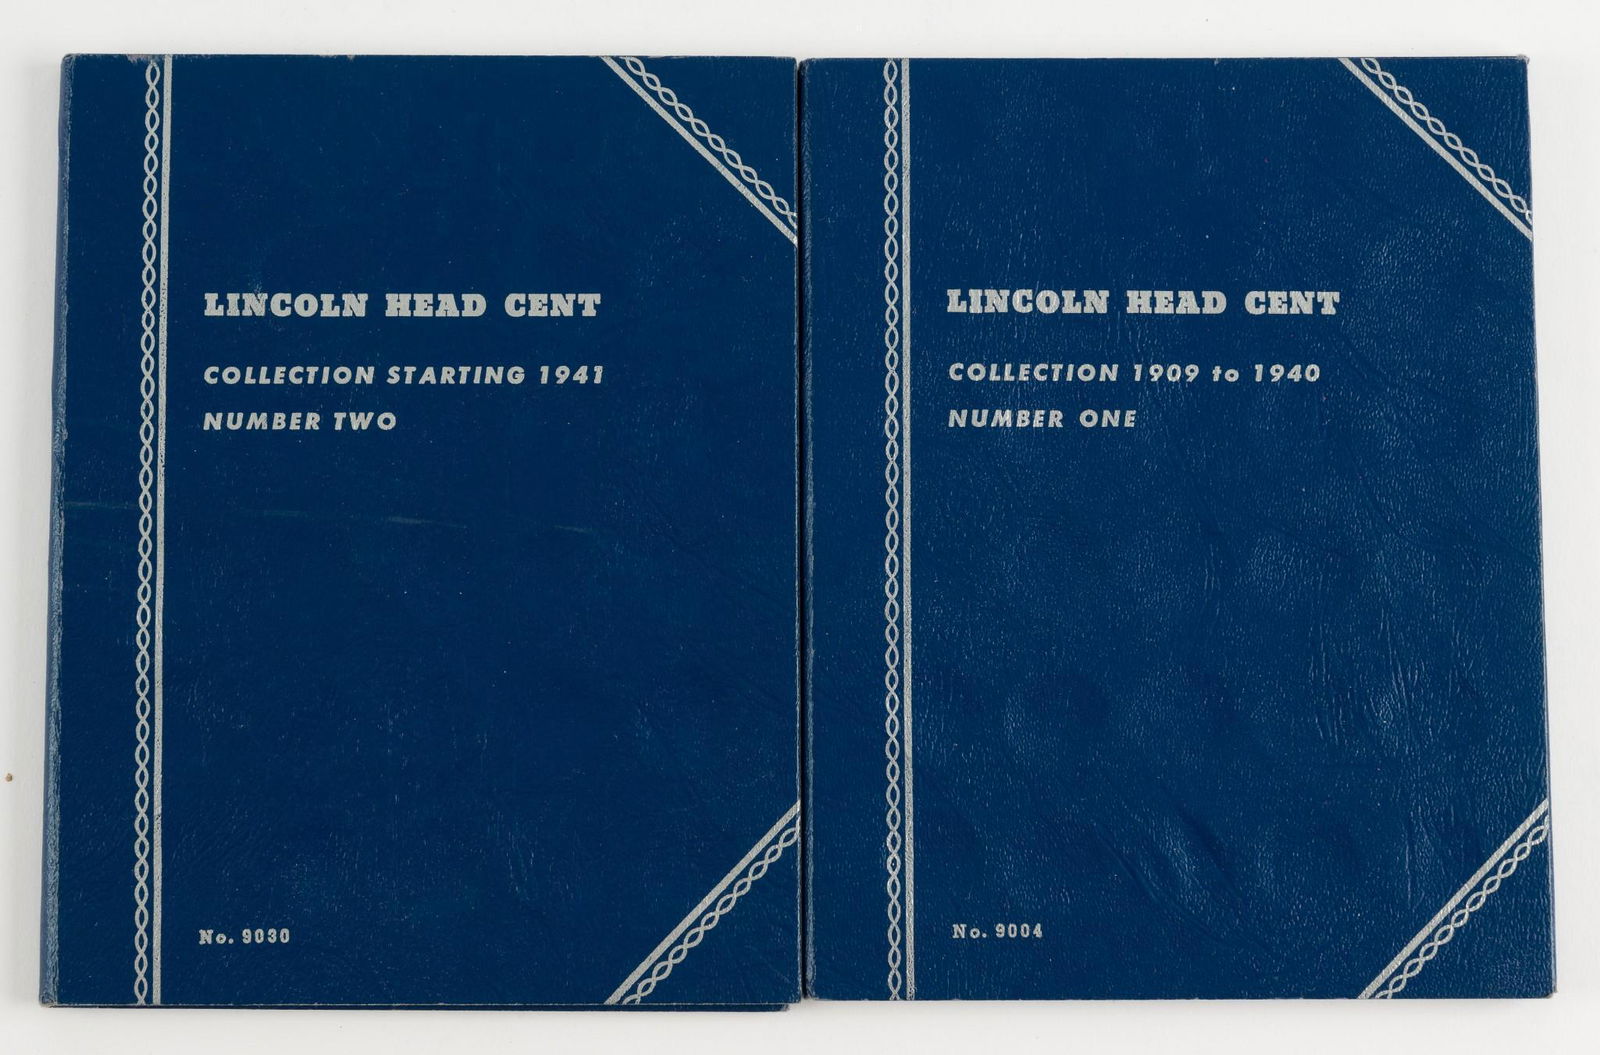 LINCOLN HEAD CENT
COLLECTION STARTING 1941
NUMBER TWO
No. 9030
LINCOLN HEAD CENT
COLLECTION 1909 to 1940
NUMBER ONE
No. 9004